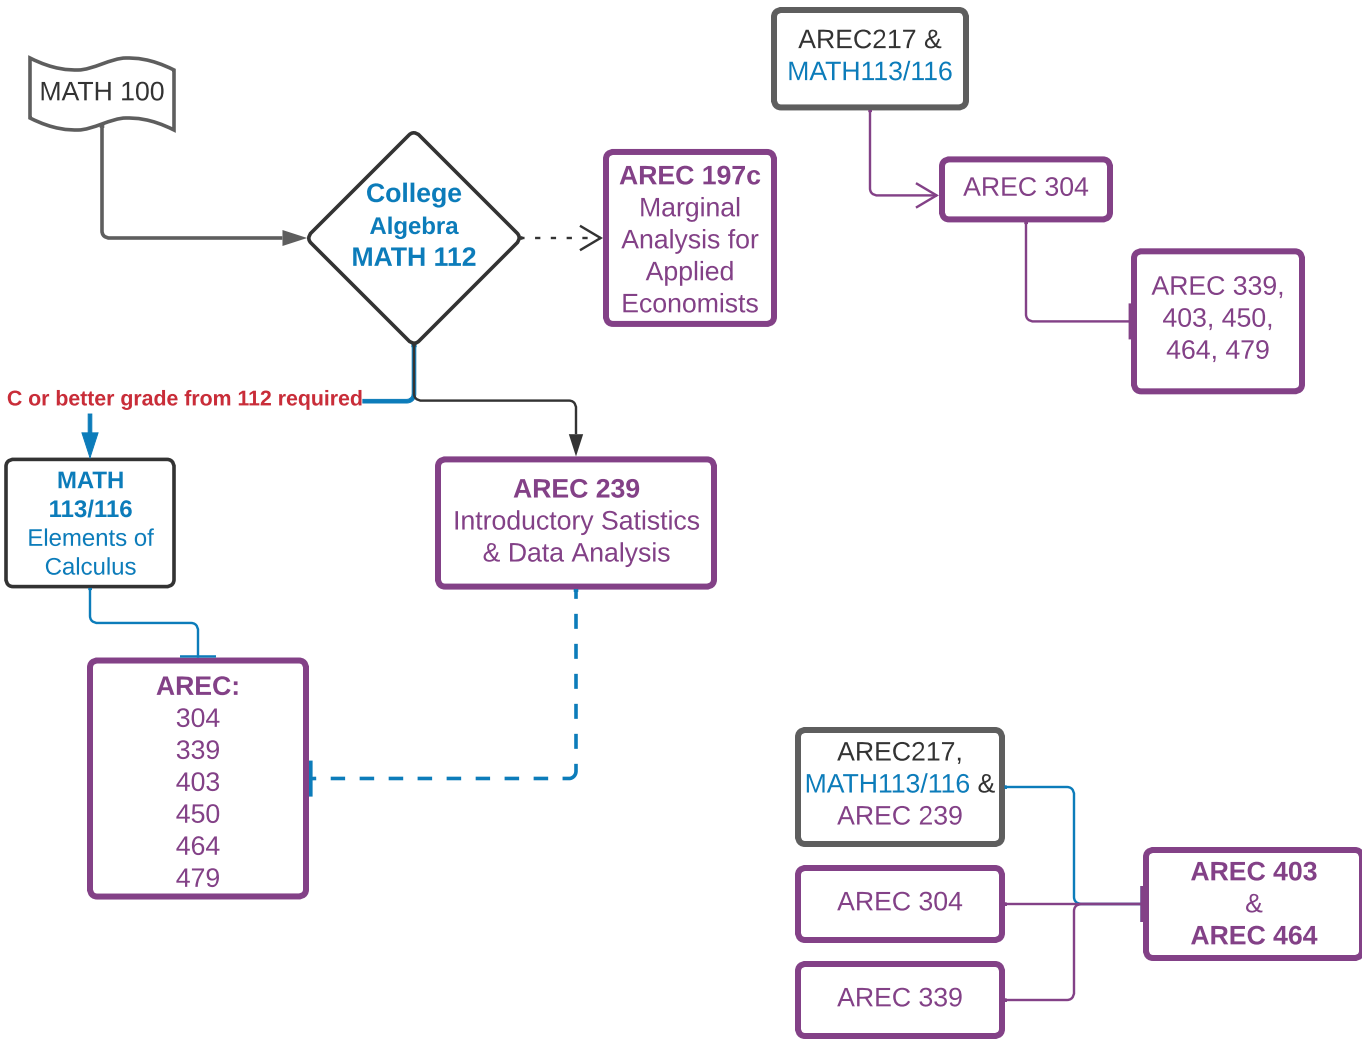 MATH 100
College
Algebra
MATH 112
AREC 197c
Marginal
Analysis for
Applied
Economists
AREC217 &
MATH113/116
AREC 304
AREC 339,
403, 450,
464, 479
C or better grade from 112 required
MATH
113/116
Elements of
Calculus
AREC 239
Introductory Satistics
& Data Analysis
AREC:
304
339
403
450
464
479
AREC217,
MATH113/116 &
AREC 239
AREC 304
AREC 339
AREC 403
&
AREC 464